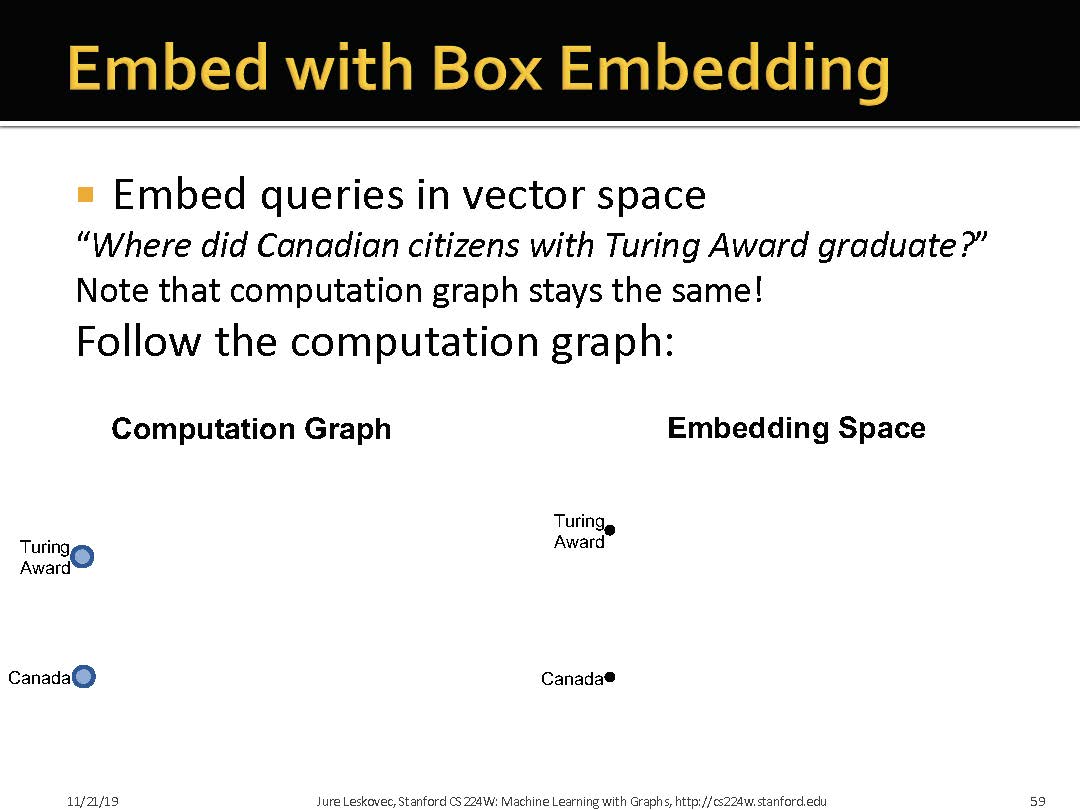 Embed with Box Embedding
Embed queries in vector space
“Where did Canadian citizens with Turing Award graduate?”
Note that computation graph stays the same!
Follow the computation graph:
Computation Graph
Embedding Space
Turing
Award
Canada
Turing
Award
Canada
11/21/19
Jure Leskovec, Stanford CS224W: Machine Learning with Graphs, http://cs224w.stanford.edu
59